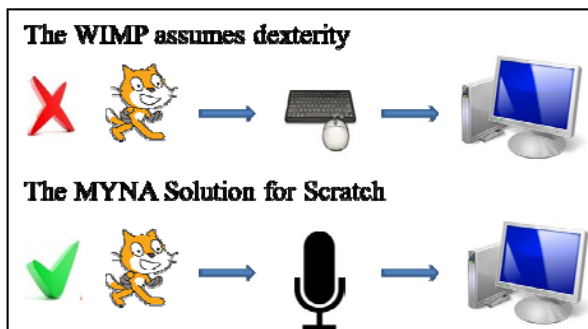 The WIMP assumes dexterity
The MYNA Solution for Scratch